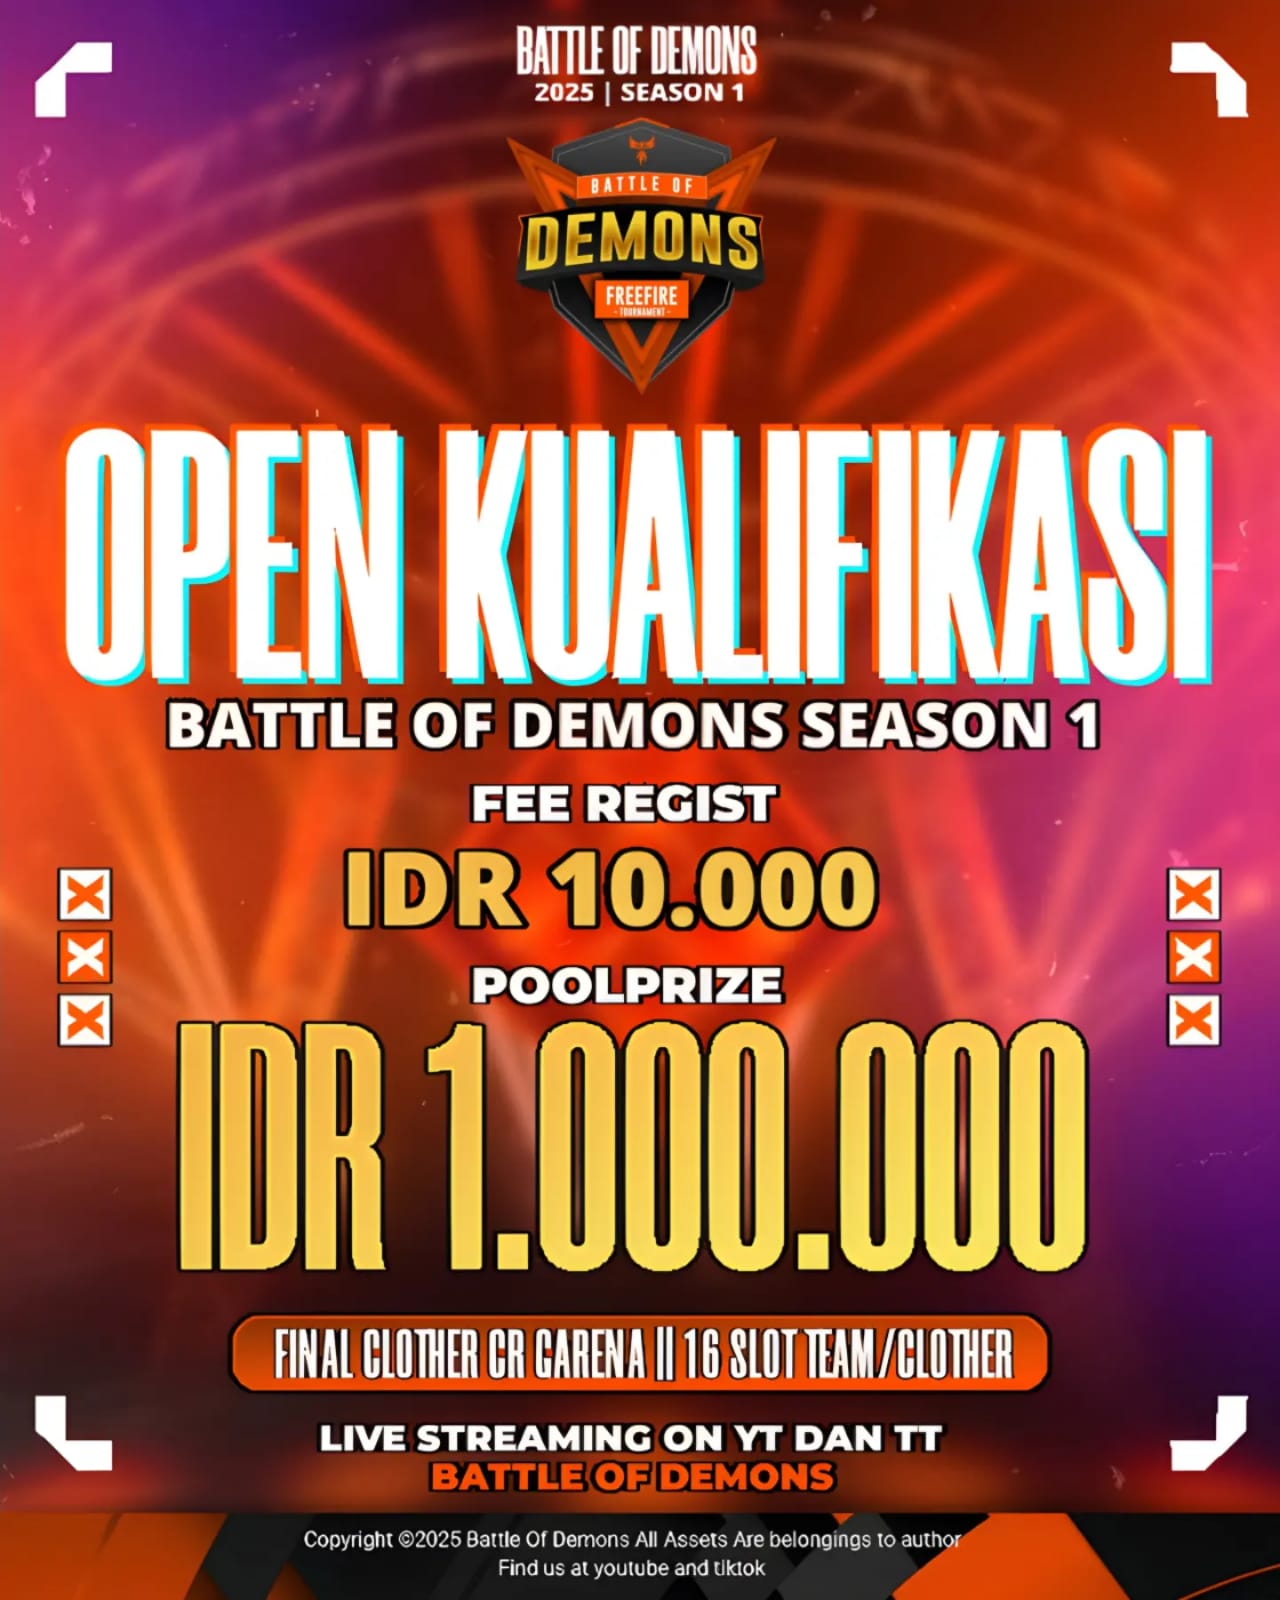 BATTLE OF DEMONS
2025 | SEASON 1
BATTLE OF
DEMONS
FREEFIRE
- TOURNAMENT -
OPEN KUALIFIKASI
BATTLE OF DEMONS SEASON 1
FEE REGIST
IDR 10.000
POOLPRIZE
IDR 1.000.000
FINAL CLOTHER CR GARENA || 16 SLOT TEAM/CLOTHER
LIVE STREAMING ON YT DAN TT
BATTLE OF DEMONS
Copyright ©2025 Battle Of Demons All Assets Are belongings to author
Find us at youtube and tiktok